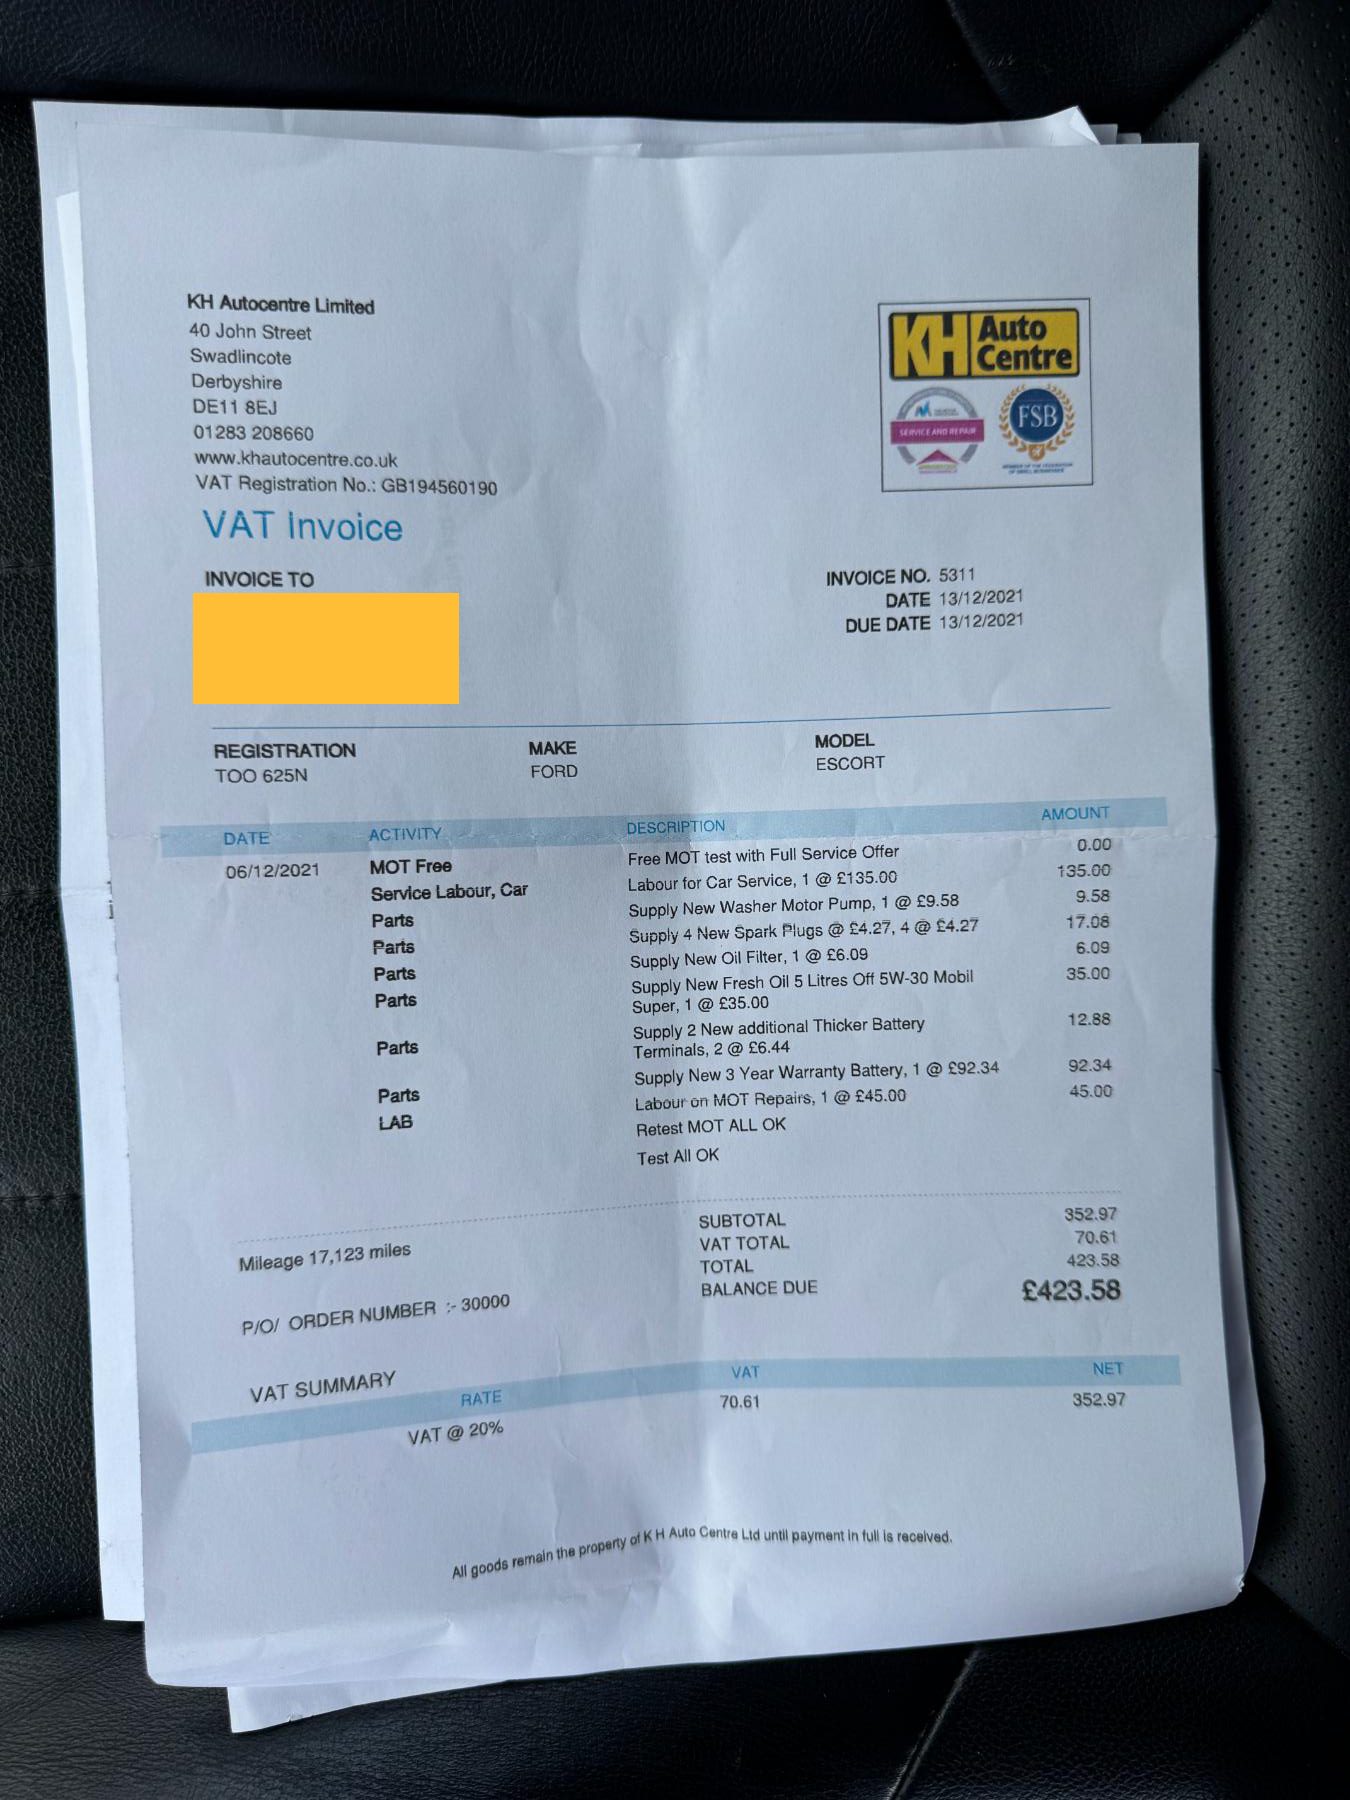 KH Autocentre Limited
40 John Street
Swadlincote
Derbyshire
DE11 8EJ
01283 208660
www.khautocentre.co.uk
VAT Registration No.: GB194560190
KH Auto Centre
SERVICE AND REPAIR
FSB
MEMBER OF THE FEDERATION
OF SMALL BUSINESSES
VAT Invoice
INVOICE TO
INVOICE NO. 5311
DATE 13/12/2021
DUE DATE 13/12/2021
REGISTRATION MAKE MODEL
TOO 625N FORD ESCORT
DATE ACTIVITY DESCRIPTION AMOUNT
06/12/2021 MOT Free Free MOT test with Full Service Offer 0.00
Service Labour, Car Labour for Car Service, 1 @ £135.00 135.00
Parts Supply New Washer Motor Pump, 1 @ £9.58 9.58
Parts Supply 4 New Spark Plugs @ £4.27, 4 @ £4.27 17.08
Parts Supply New Oil Filter, 1 @ £6.09 6.09
Parts Supply New Fresh Oil 5 Litres Off 5W-30 Mobil 35.00
Super, 1 @ £35.00
Parts Supply 2 New additional Thicker Battery 12.88
Terminals, 2 @ £6.44
Parts Supply New 3 Year Warranty Battery, 1 @ £92.34 92.34
LAB Labour on MOT Repairs, 1 @ £45.00 45.00
Retest MOT ALL OK
Test All OK
SUBTOTAL 352.97
Mileage 17,123 miles VAT TOTAL 70.61
TOTAL 423.58
P/O/ ORDER NUMBER :- 30000 BALANCE DUE £423.58
VAT SUMMARY
RATE VAT NET
VAT @ 20% 70.61 352.97
All goods remain the property of K H Auto Centre Ltd until payment in full is received.